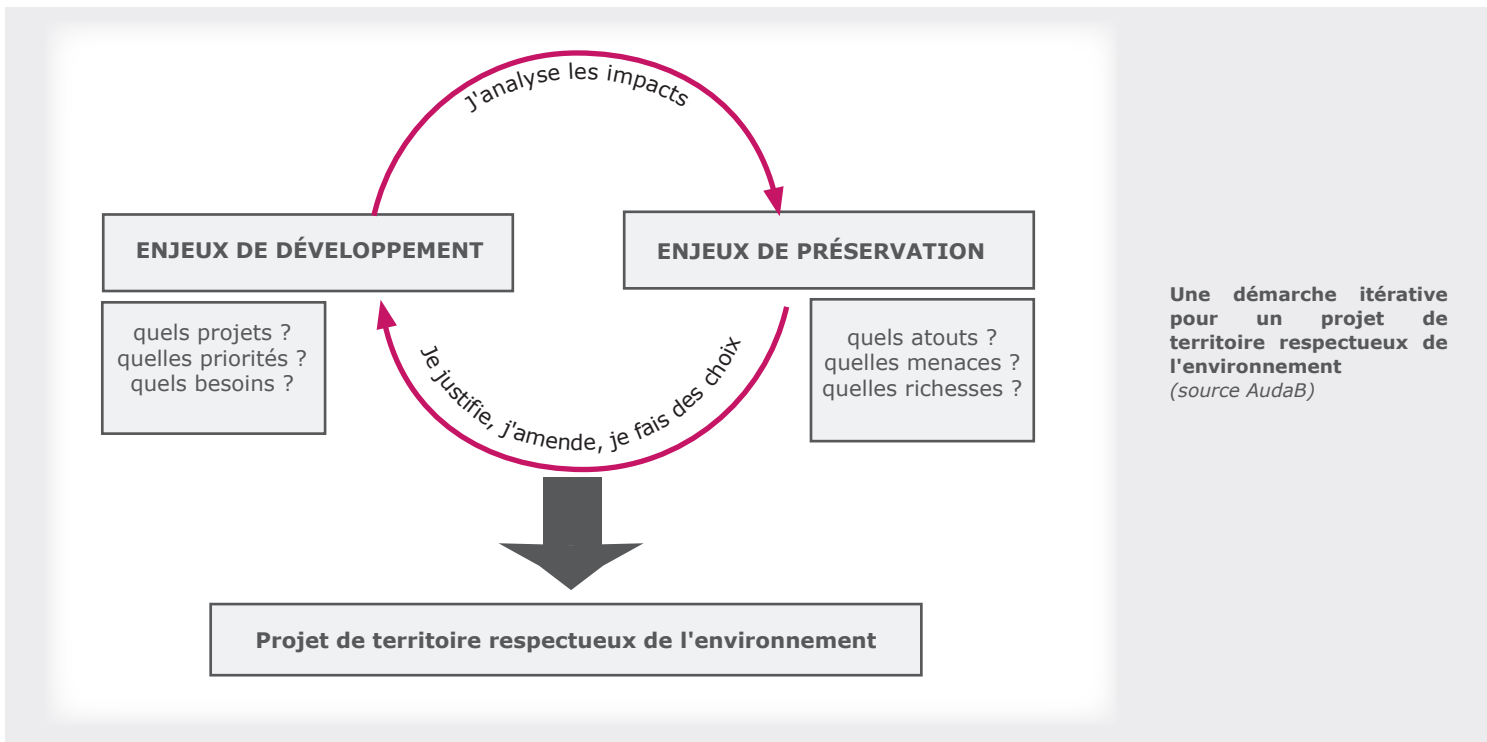 J'analyse les impacts
ENJEUX DE DÉVELOPPEMENT
quels projets ?
quelles priorités ?
quels besoins ?
ENJEUX DE PRÉSERVATION
quels atouts ?
quelles menaces ?
quelles richesses ?
Je justifie, j'amende, je fais des choix
Projet de territoire respectueux de l'environnement
Une démarche itérative
pour un projet de
territoire respectueux de
l'environnement
(source AudaB)